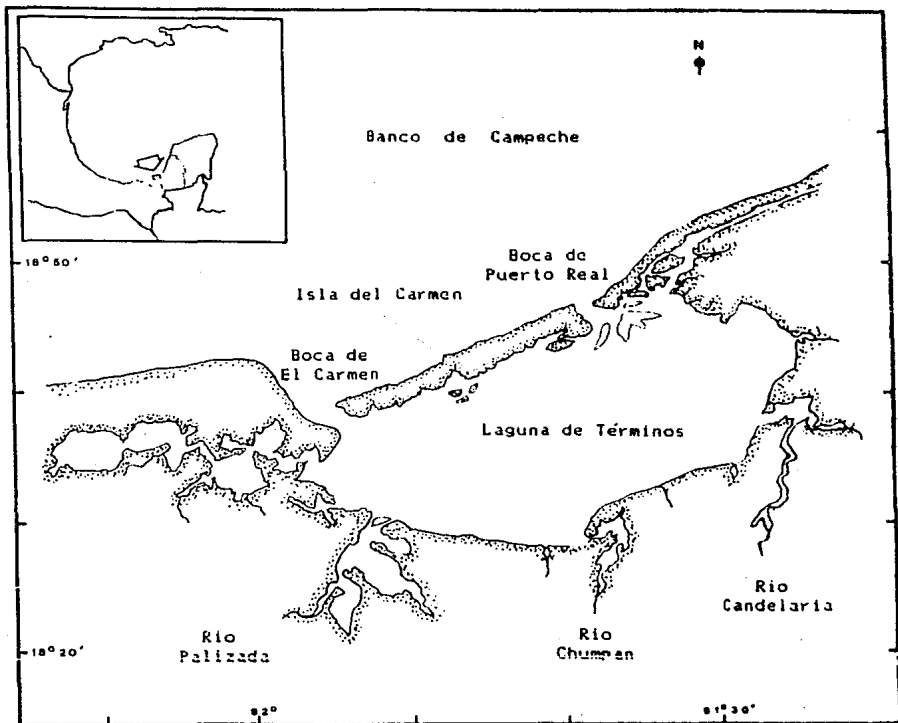 N
Banco de Campeche
18°50'
Boca de
Puerto Real
Isla del Carmen
Boca de
El Carmen
Laguna de Términos
Rio
Candelaria
Rio
Palizada
Rio
Chumpan
18°20'
92°
91°30'